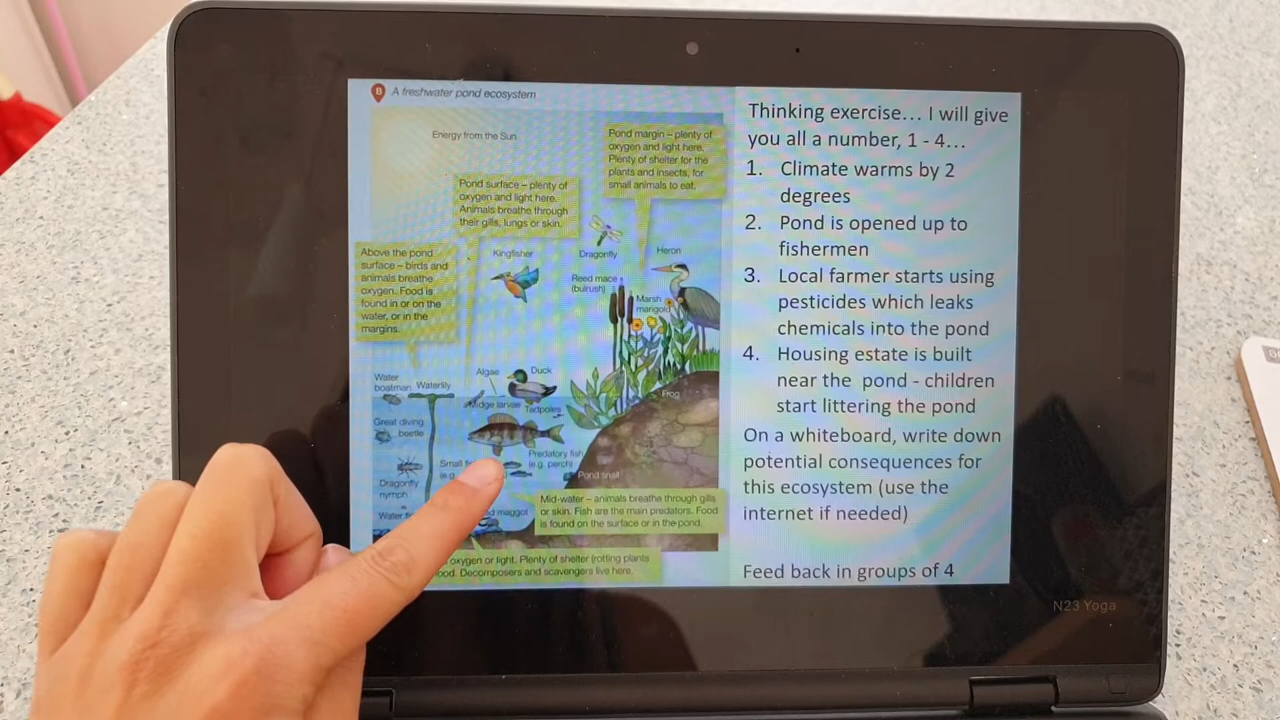 B A freshwater pond ecosystem
Energy from the Sun
Pond margin – plenty of
oxygen and light here.
Plenty of shelter for the
plants and insects, for
small animals to eat.
Pond surface – plenty of
oxygen and light here.
Animals breathe through
their gills, lungs or skin.
Above the pond
surface – birds and
animals breathe
oxygen. Food is
found in or on the
water, or in the
margins.
Kingfisher
Dragonfly
Heron
Reed mace
(bulrush)
Marsh
marigold
Algae
Duck
Water
boatman
Waterlily
Midge larvae
Tadpoles
Frog
Great diving
beetle
Small
Predatory fish
(e.g. perch)
Pond snail
Dragonfly
nymph
Water
maggot
Mid-water – animals breathe through gills
or skin. Fish are the main predators. Food
is found on the surface or in the pond.
oxygen or light. Plenty of shelter (rotting plants
Decomposers and scavengers live here.
Thinking exercise... I will give
you all a number, 1 - 4...
1. Climate warms by 2
degrees
2. Pond is opened up to
fishermen
3. Local farmer starts using
pesticides which leaks
chemicals into the pond
4. Housing estate is built
near the pond - children
start littering the pond
On a whiteboard, write down
potential consequences for
this ecosystem (use the
internet if needed)
Feed back in groups of 4
N23 Yoga